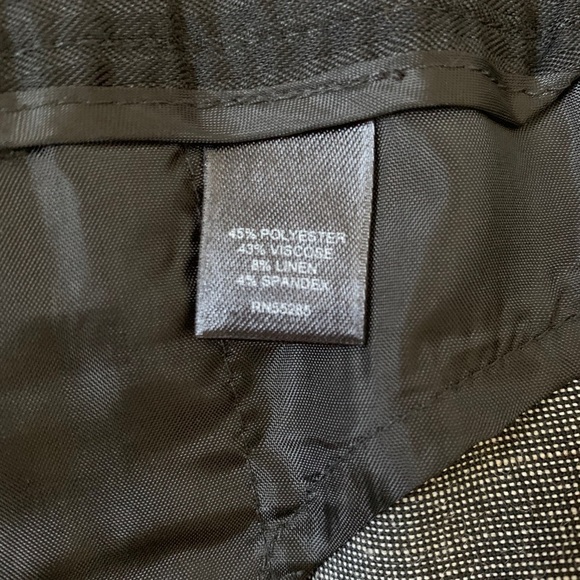 45% POLYESTER
43% VISCOSE
8% LINEN
4% SPANDEX
RN55285